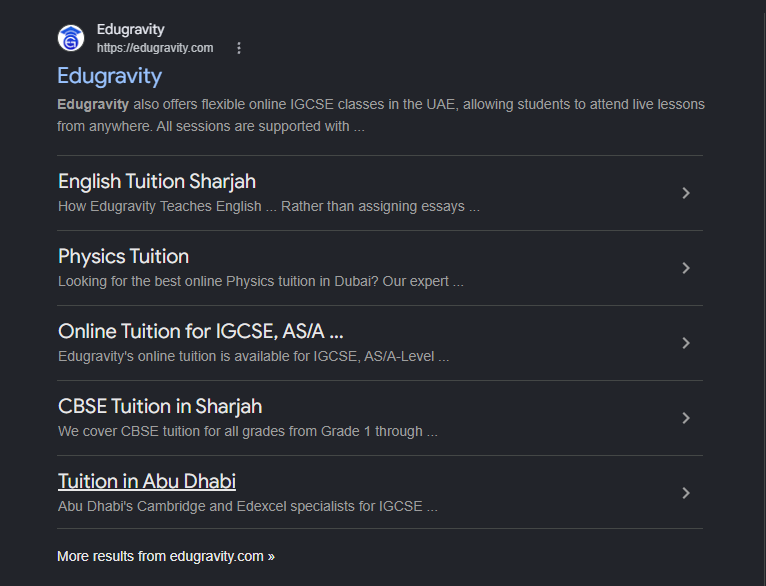 Edugravity
https://edugravity.com
Edugravity
Edugravity also offers flexible online IGCSE classes in the UAE, allowing students to attend live lessons
from anywhere. All sessions are supported with ...
English Tuition Sharjah
How Edugravity Teaches English ... Rather than assigning essays ...
Physics Tuition
Looking for the best online Physics tuition in Dubai? Our expert ...
Online Tuition for IGCSE, AS/A ...
Edugravity's online tuition is available for IGCSE, AS/A-Level ...
CBSE Tuition in Sharjah
We cover CBSE tuition for all grades from Grade 1 through ...
Tuition in Abu Dhabi
Abu Dhabi's Cambridge and Edexcel specialists for IGCSE ...
More results from edugravity.com »